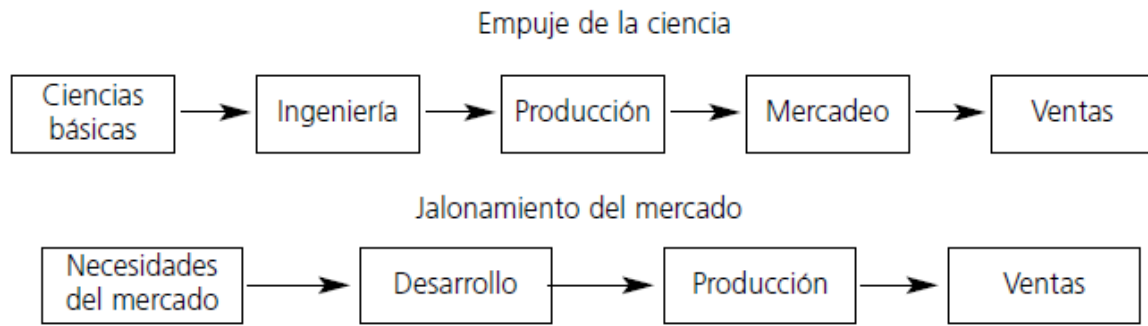 Empuje de la ciencia
Ciencias
básicas
Ingeniería
Producción
Mercadeo
Ventas
Jalonamiento del mercado
Necesidades
del mercado
Desarrollo
Producción
Ventas